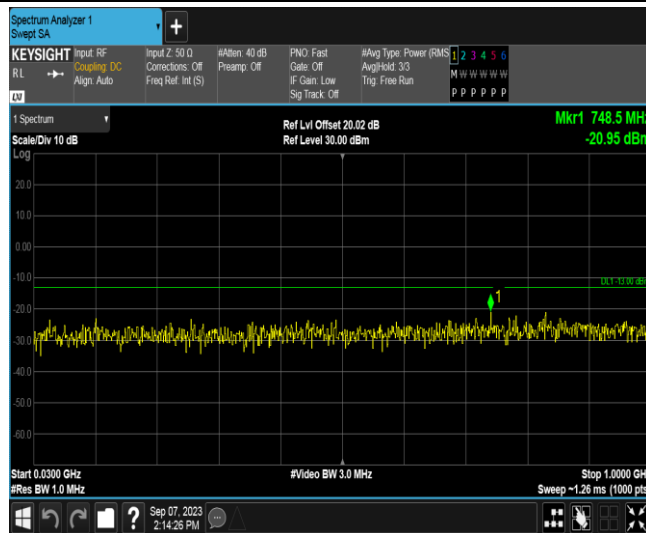 Spectrum Analyzer 1
Swept SA
+
KEYSIGHT Input: RF Input Z: 50 Ω #Atten: 40 dB PNO: Fast #Avg Type: Power (RMS 1 2 3 4 5 6
RL Coupling: DC Corrections: Off Preamp: Off Gate: Off Avg|Hold: 3/3 M W W W W W
Align: Auto Freq Ref: Int (S) IF Gain: Low Trig: Free Run
LXI Sig Track: Off P P P P P P
1 Spectrum
Scale/Div 10 dB
Ref Lvl Offset 20.02 dB
Ref Level 30.00 dBm
Mkr1 748.5 MHz
-20.95 dBm
Log
20.0
10.0
0.00
-10.0
DL1 -13.00 dBm
1
-20.0
-30.0
-40.0
-50.0
-60.0
Start 0.0300 GHz #Video BW 3.0 MHz Stop 1.0000 GHz
#Res BW 1.0 MHz Sweep ~1.26 ms (1000 pts)
?
Sep 07, 2023
2:14:26 PM